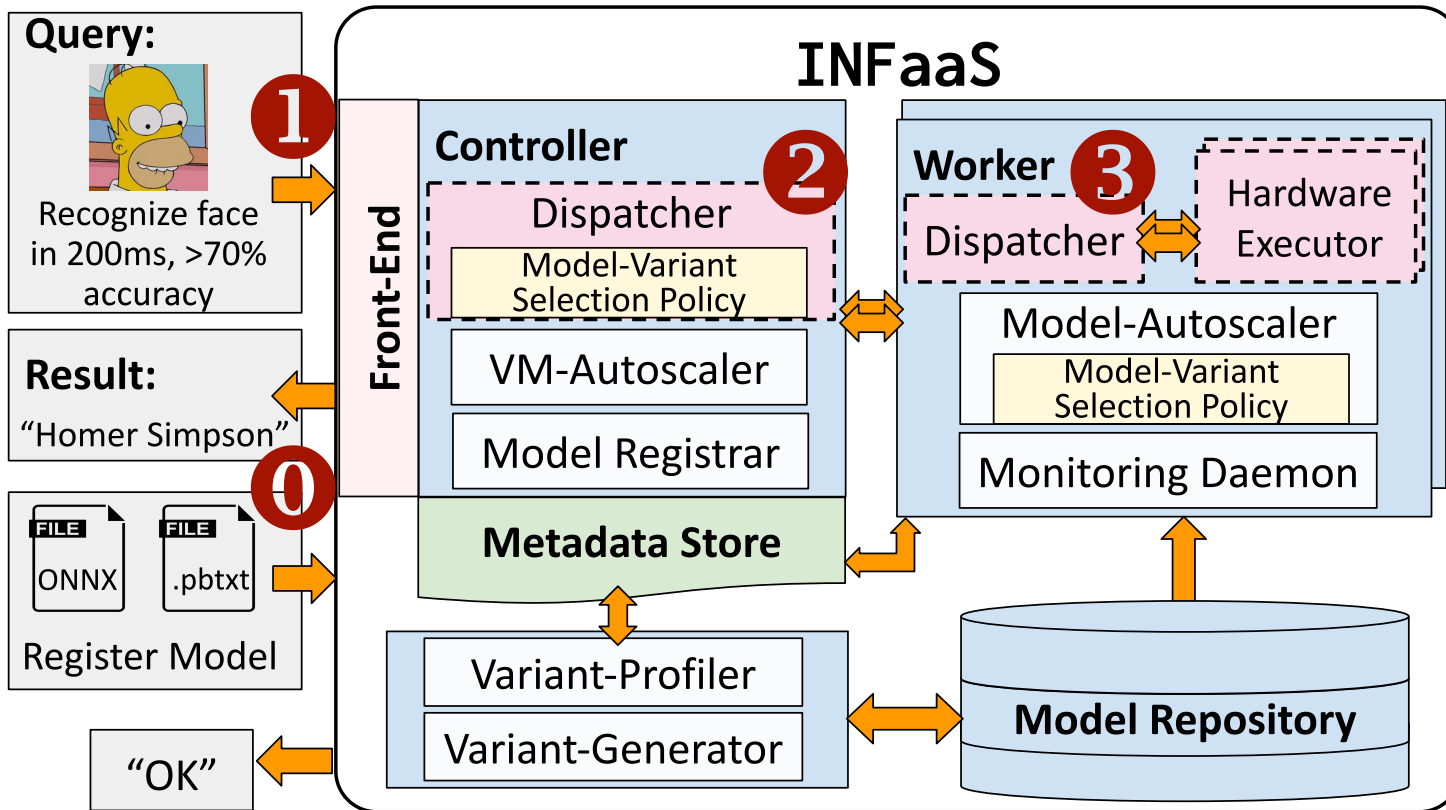 INFaaS
Query:
1
Recognize face
in 200ms, >70%
accuracy
Result:
“Homer Simpson”
0
FILE
ONNX
FILE
.pbtxt
Register Model
“OK”
Front-End
Controller
2
Dispatcher
Model-Variant
Selection Policy
VM-Autoscaler
Model Registrar
Metadata Store
Variant-Profiler
Variant-Generator
Worker
3
Dispatcher
Hardware
Executor
Model-Autoscaler
Model-Variant
Selection Policy
Monitoring Daemon
Model Repository